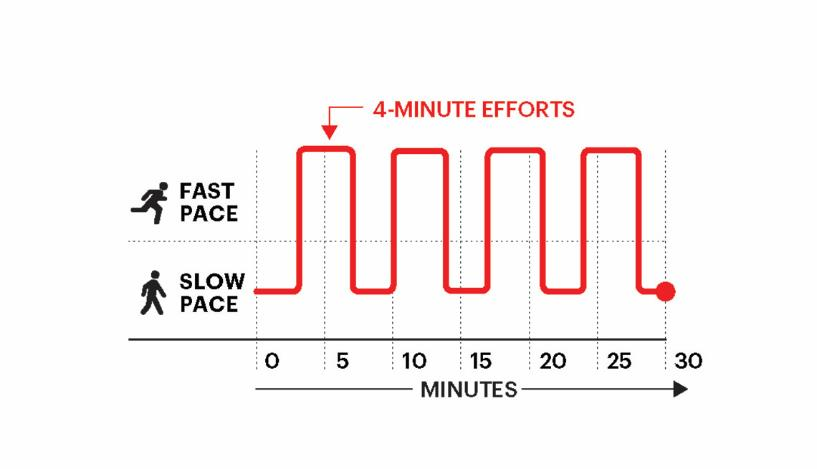 4-MINUTE EFFORTS
FAST
PACE
SLOW
PACE
0 5 10 15 20 25 30
MINUTES